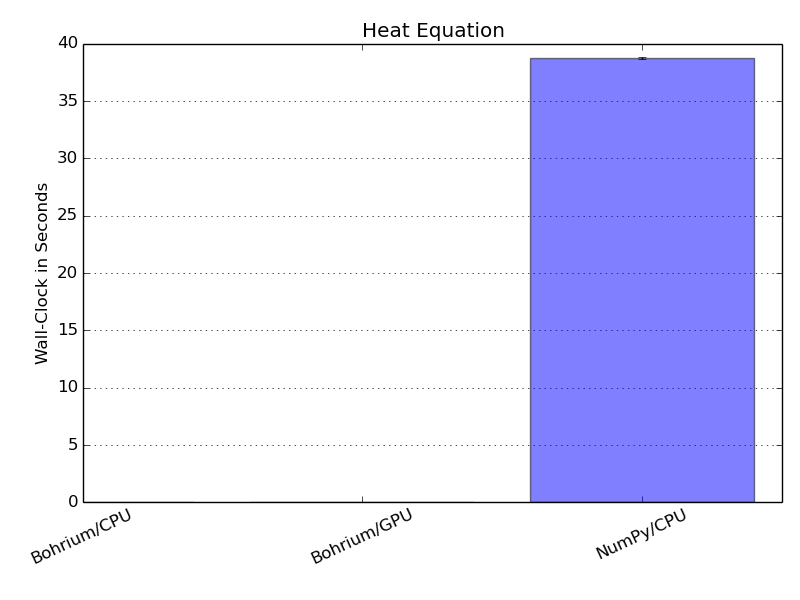 Heat Equation
Wall-Clock in Seconds
40
35
30
25
20
15
10
5
0
Bohrium/CPU
Bohrium/GPU
NumPy/CPU